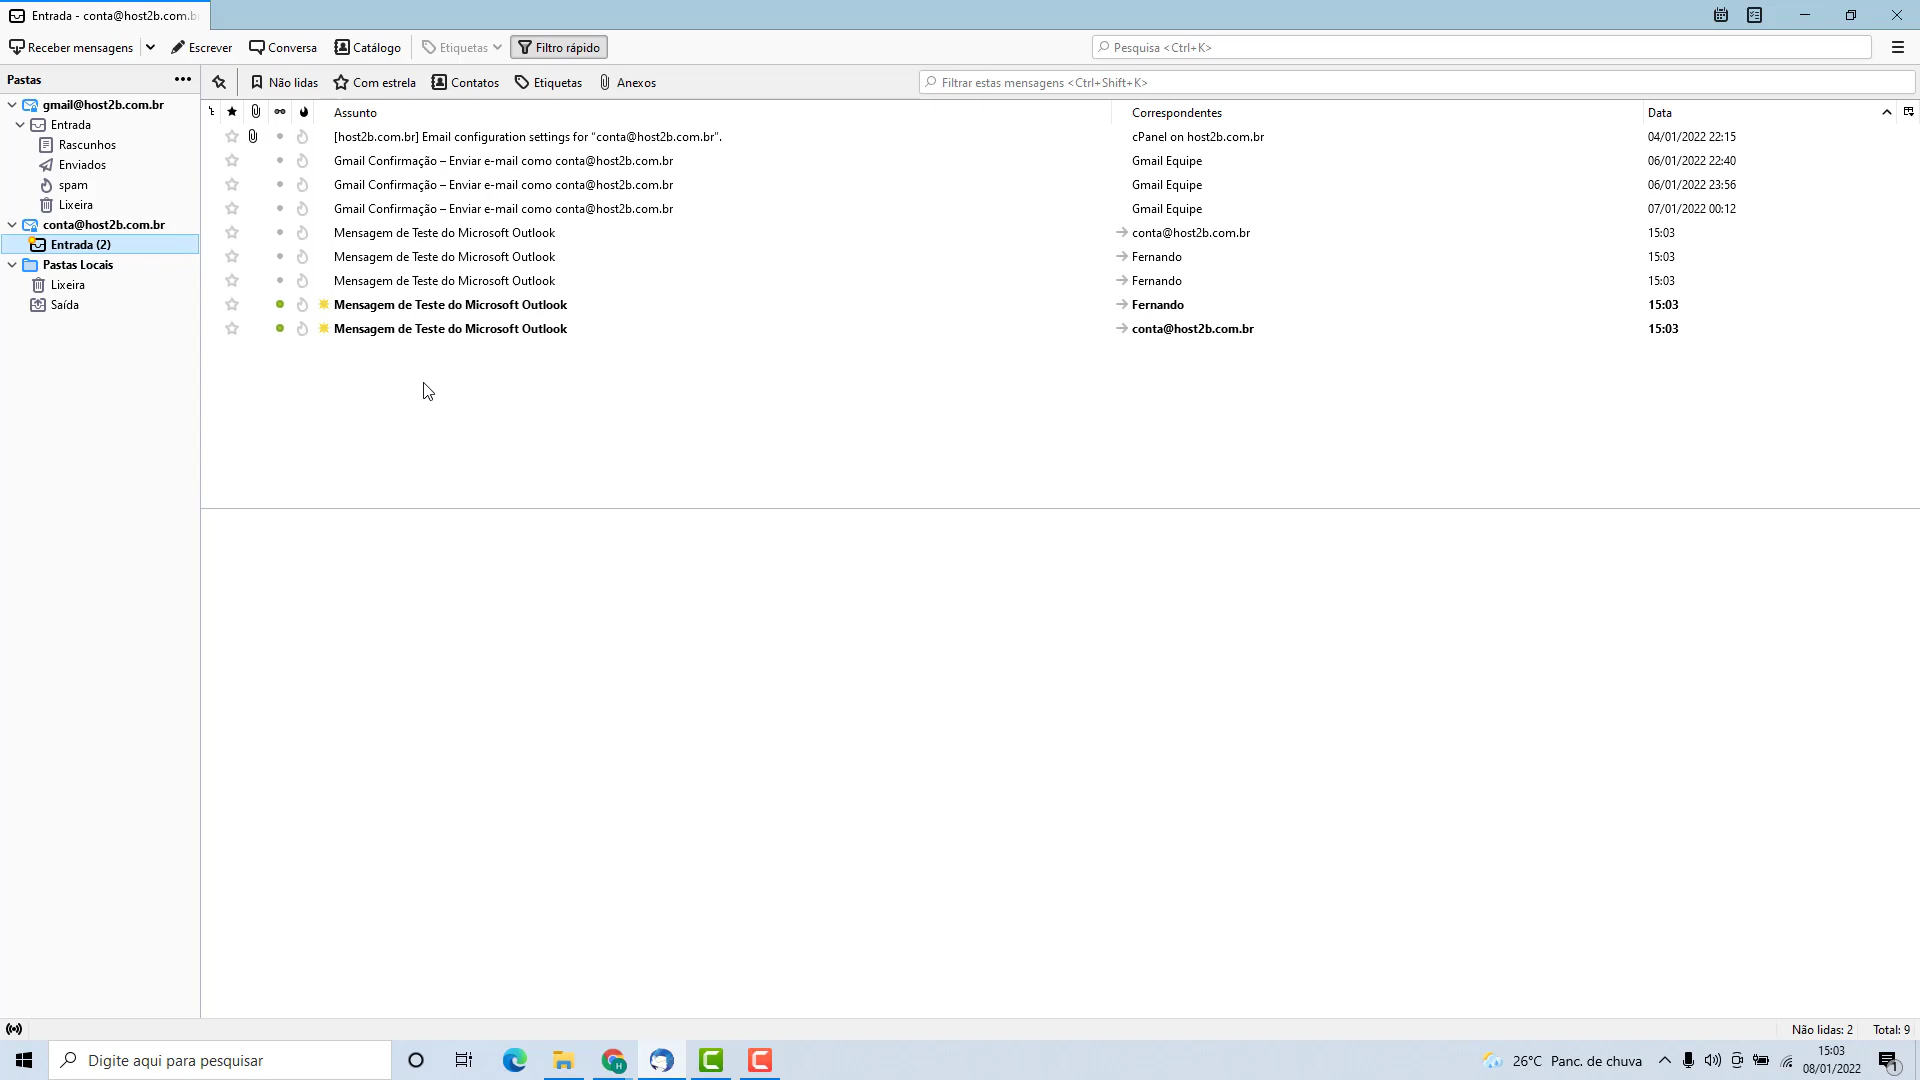 Entrada - conta@host2b.com.b
Receber mensagens Escrever Conversa Catálogo Etiquetas Filtro rápido Pesquisa <Ctrl+K>
Pastas Não lidas Com estrela Contatos Etiquetas Anexos Filtrar estas mensagens <Ctrl+Shift+K>
gmail@host2b.com.br
Entrada
Rascunhos
Enviados
spam
Lixeira
conta@host2b.com.br
Entrada (2)
Pastas Locais
Lixeira
Saída
Assunto Correspondentes Data
[host2b.com.br] Email configuration settings for “conta@host2b.com.br”. cPanel on host2b.com.br 04/01/2022 22:15
Gmail Confirmação – Enviar e-mail como conta@host2b.com.br Gmail Equipe 06/01/2022 22:40
Gmail Confirmação – Enviar e-mail como conta@host2b.com.br Gmail Equipe 06/01/2022 23:56
Gmail Confirmação – Enviar e-mail como conta@host2b.com.br Gmail Equipe 07/01/2022 00:12
Mensagem de Teste do Microsoft Outlook conta@host2b.com.br 15:03
Mensagem de Teste do Microsoft Outlook Fernando 15:03
Mensagem de Teste do Microsoft Outlook Fernando 15:03
Mensagem de Teste do Microsoft Outlook Fernando 15:03
Mensagem de Teste do Microsoft Outlook conta@host2b.com.br 15:03
Não lidas: 2 Total: 9
Digite aqui para pesquisar H 26°C Panc. de chuva 15:03
08/01/2022 1